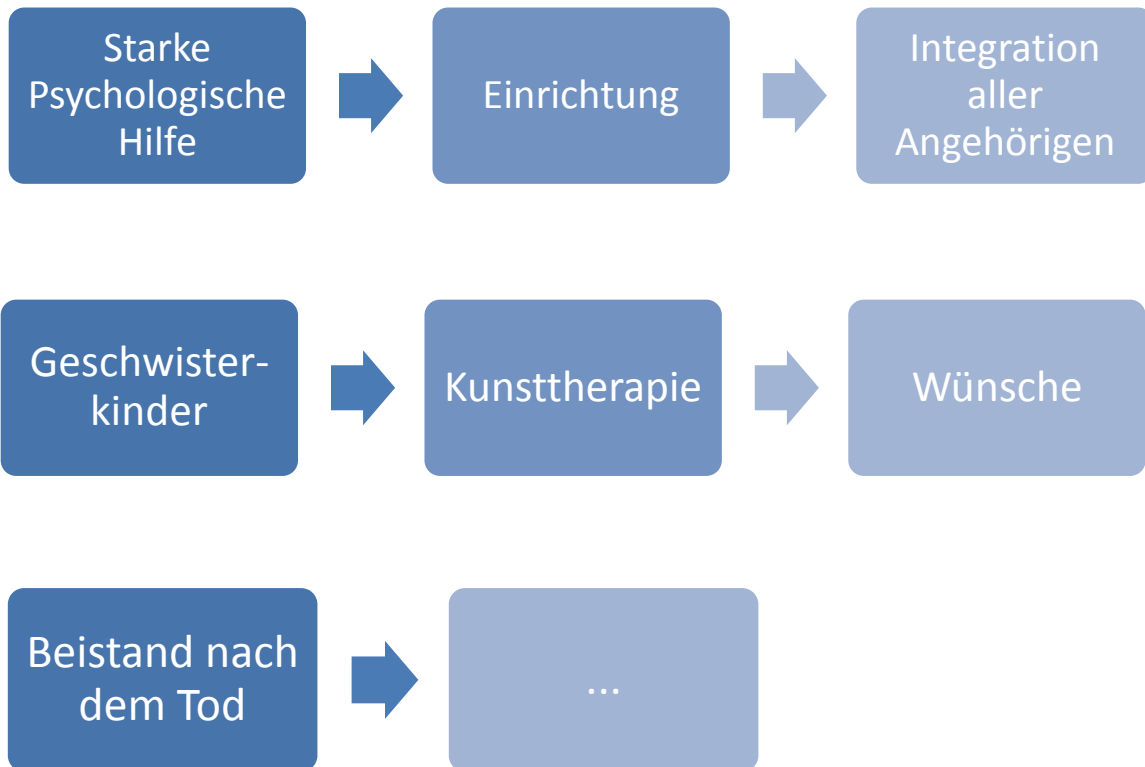 Starke
Psychologische
Hilfe
Einrichtung
Integration
aller
Angehörigen
Geschwister-
kinder
Kunsttherapie
Wünsche
Beistand nach
dem Tod
...